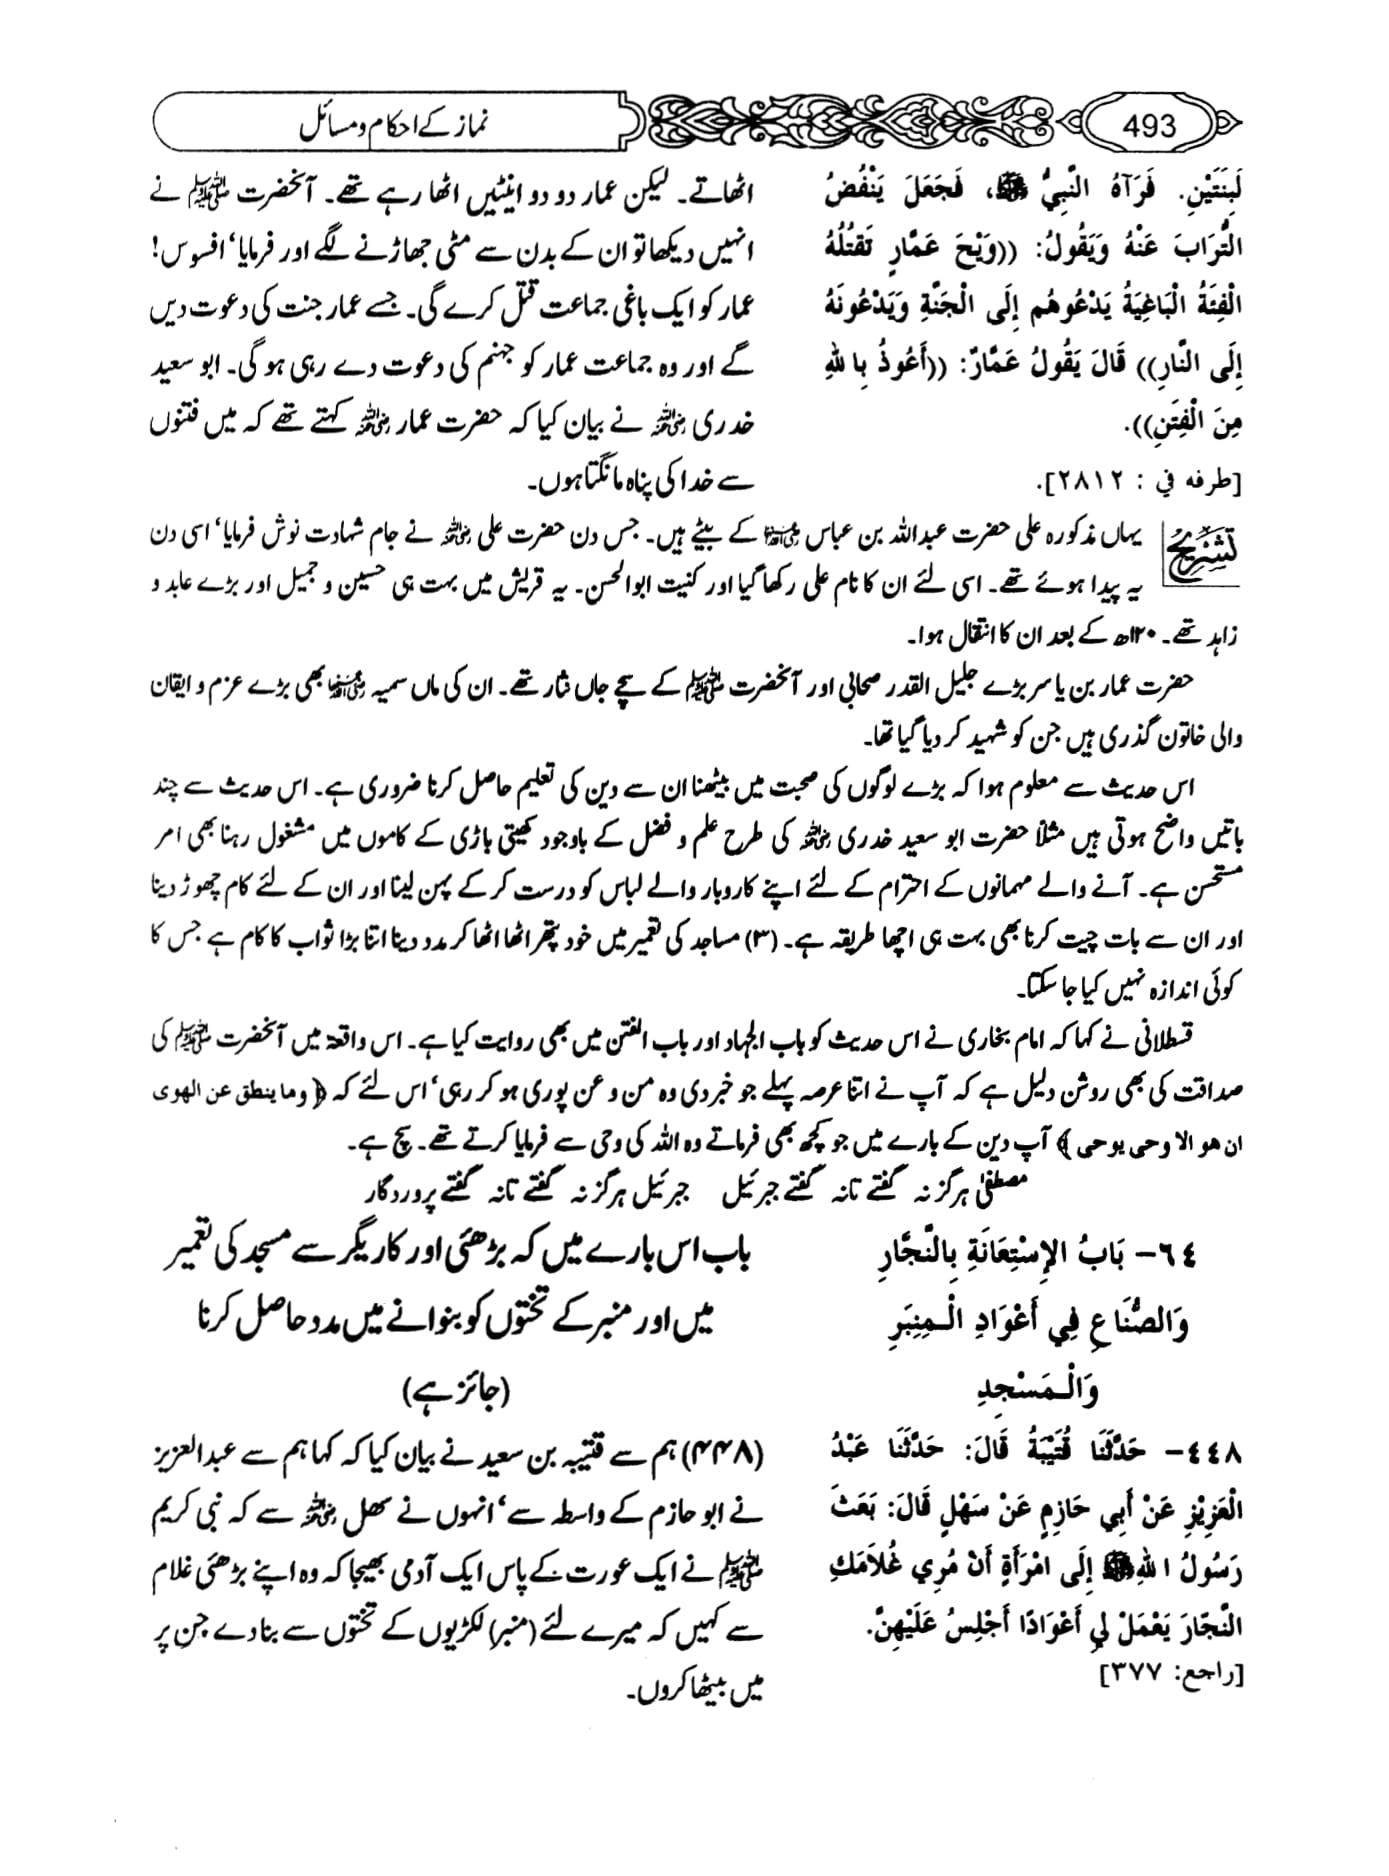 493
نماز کے احکام و مسائل
لَبِنَتَيْنِ. فَرَآهُ النَّبِيُّ ﷺ، فَجَعَلَ يَنْفُضُ
التُّرَابَ عَنْهُ وَيَقُولُ: ((وَيْحَ عَمَّارٍ تَقْتُلُهُ
الْفِئَةُ الْبَاغِيَةُ يَدْعُوهُم إِلَى الْجَنَّةِ وَيَدْعُونَهُ
إِلَى النَّارِ)) قَالَ يَقُولُ عَمَّارٌ: ((أَعُوذُ بِاللهِ
مِنَ الْفِتَنِ)).
[طرفه في : ٢٨١٢].
اٹھاتے۔ لیکن عمار دو دو اینٹیں اٹھا رہے تھے۔ آنحضرت ﷺ نے
انہیں دیکھا تو ان کے بدن سے مٹی جھاڑنے لگے اور فرمایا‘ افسوس!
عمار کو ایک باغی جماعت قتل کرے گی۔ جسے عمار جنت کی دعوت دیں
گے اور وہ جماعت عمار کو جہنم کی دعوت دے رہی ہو گی۔ ابو سعید
خدری رضی اللہ عنہ نے بیان کیا کہ حضرت عمار رضی اللہ عنہ کہتے تھے کہ میں فتنوں
سے خدا کی پناہ مانگتا ہوں۔
تشریح یہاں مذکورہ علی حضرت عبداللہ بن عباس رضی اللہ عنہما کے بیٹے ہیں۔ جس دن حضرت علی رضی اللہ عنہ نے جام شہادت نوش فرمایا‘ اسی دن
یہ پیدا ہوئے تھے۔ اسی لئے ان کا نام علی رکھا گیا اور کنیت ابوالحسن۔ یہ قریش میں بہت ہی حسین و جمیل اور بڑے عابد و
زاہد تھے۔ ۱۲۰ھ کے بعد ان کا انتقال ہوا۔
حضرت عمار بن یاسر بڑے جلیل القدر صحابی اور آنحضرت ﷺ کے سچے جاں نثار تھے۔ ان کی ماں سمیہ رضی اللہ عنہا بھی بڑے عزم و ایقان
والی خاتون گذری ہیں جن کو شہید کر دیا گیا تھا۔
اس حدیث سے معلوم ہوا کہ بڑے لوگوں کی صحبت میں بیٹھنا ان سے دین کی تعلیم حاصل کرنا ضروری ہے۔ اس حدیث سے چند
باتیں واضح ہوتی ہیں مثلاً حضرت ابو سعید خدری رضی اللہ عنہ کی طرح علم و فضل کے باوجود کھیتی باڑی کے کاموں میں مشغول رہنا بھی امر
مستحسن ہے۔ آنے والے مہمانوں کے احترام کے لئے اپنے کاروبار والے لباس کو درست کر کے پہن لینا اور ان کے لئے کام چھوڑ دینا
اور ان سے بات چیت کرنا بھی بہت ہی اچھا طریقہ ہے۔ (۳) مساجد کی تعمیر میں خود پتھر اٹھا اٹھا کر مدد دینا اتنا بڑا ثواب کا کام ہے جس کا
کوئی اندازہ نہیں کیا جا سکتا۔
قسطلانی نے کہا کہ امام بخاری نے اس حدیث کو باب الجہاد اور باب الفتن میں بھی روایت کیا ہے۔ اس واقعہ میں آنحضرت ﷺ کی
صداقت کی بھی روشن دلیل ہے کہ آپ نے اتنا عرصہ پہلے جو خبر دی وہ من و عن پوری ہو کر رہی‘ اس لئے کہ ﴿ وما ینطق عن الهوى
ان هو الا وحی یوحی ﴾ آپ دین کے بارے میں جو کچھ بھی فرماتے وہ اللہ کی وحی سے فرمایا کرتے تھے۔ سچ ہے۔
مصطفیٰ ہرگز نہ گفتے تا نہ گفتے جبرئیل جبرئیل ہرگز نہ گفتے تا نہ گفتے پروردگار
٦٤- بَابُ الإِسْتِعَانَةِ بِالنَّجَّارِ
وَالصُّنَّاعِ فِي أَعْوَادِ الْمِنبَرِ
وَالْمَسْجِدِ
باب اس بارے میں کہ بڑھئی اور کاریگر سے مسجد کی تعمیر
میں اور منبر کے تختوں کو بنوانے میں مدد حاصل کرنا
(جائز ہے)
٤٤٨- حَدَّثَنَا قُتَيْبَةُ قَالَ: حَدَّثَنَا عَبْدُ
الْعَزِيْزِ عَنْ أَبِي حَازِمٍ عَنْ سَهْلٍ قَالَ: بَعَثَ
رَسُولُ اللهِ ﷺ إِلَى امْرَأَةٍ أَنْ مُرِي غُلاَمَكِ
النَّجَّارَ يَعْمَلْ لِي أَعْوَادًا أَجْلِسُ عَلَيْهِنَّ.
[راجع: ٣٧٧]
(۴۴۸) ہم سے قتیبہ بن سعید نے بیان کیا کہ کہا ہم سے عبدالعزیز
نے ابو حازم کے واسطہ سے‘ انہوں نے سھل رضی اللہ عنہ سے کہ نبی کریم
ﷺ نے ایک عورت کے پاس ایک آدمی بھیجا کہ وہ اپنے بڑھئی غلام
سے کہیں کہ میرے لئے (منبر) لکڑیوں کے تختوں سے بنا دے جن پر
میں بیٹھا کروں۔